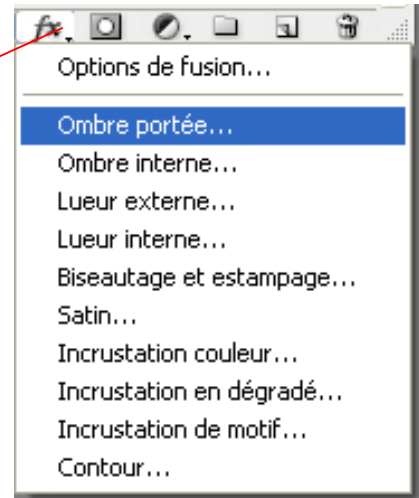 fx
Options de fusion...
Ombre portée...
Ombre interne...
Lueur externe...
Lueur interne...
Biseautage et estampage...
Satin...
Incrustation couleur...
Incrustation en dégradé...
Incrustation de motif...
Contour...